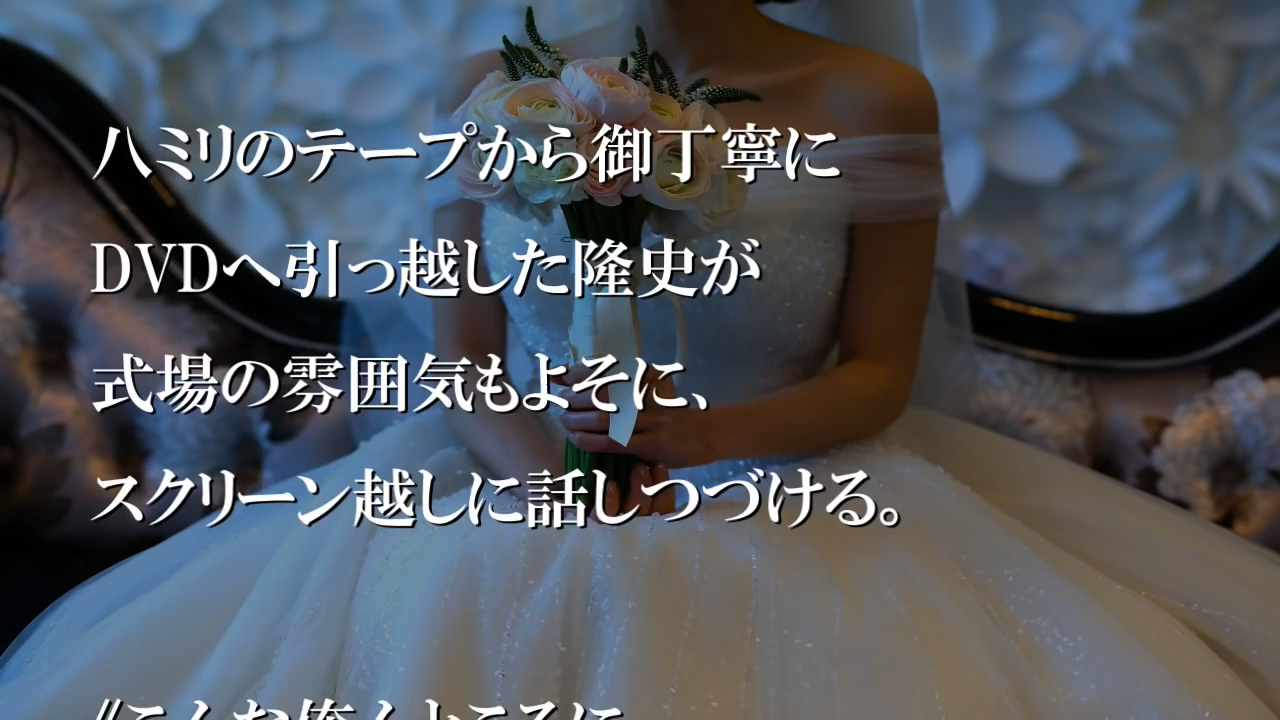 ハミリのテープから御丁寧に
DVDへ引っ越した隆史が
式場の雰囲気もよそに、
スクリーン越しに話しつづける。